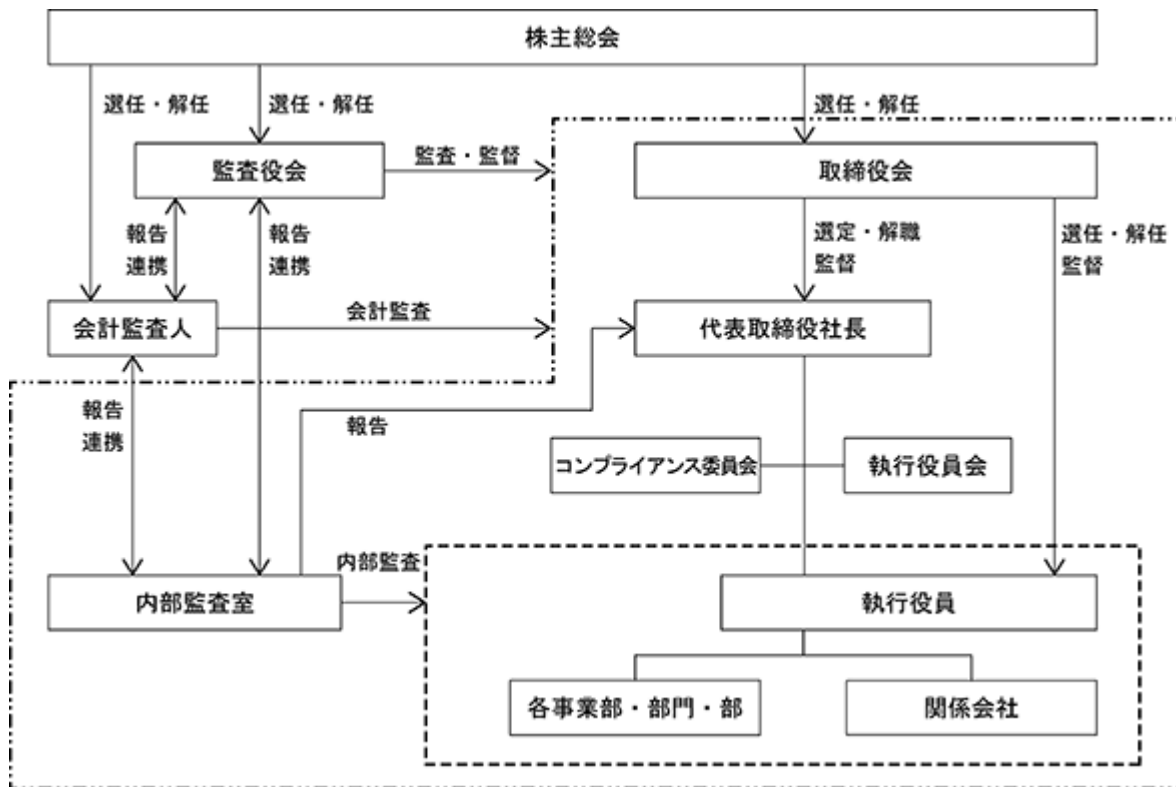 株主総会
選任・解任
選任・解任
選任・解任
監査役会
監査・監督
取締役会
報告
連携
報告
連携
選定・解職
監督
選任・解任
監督
会計監査人
会計監査
代表取締役社長
報告
連携
報告
コンプライアンス委員会
執行役員会
内部監査
内部監査室
執行役員
各事業部・部門・部
関係会社